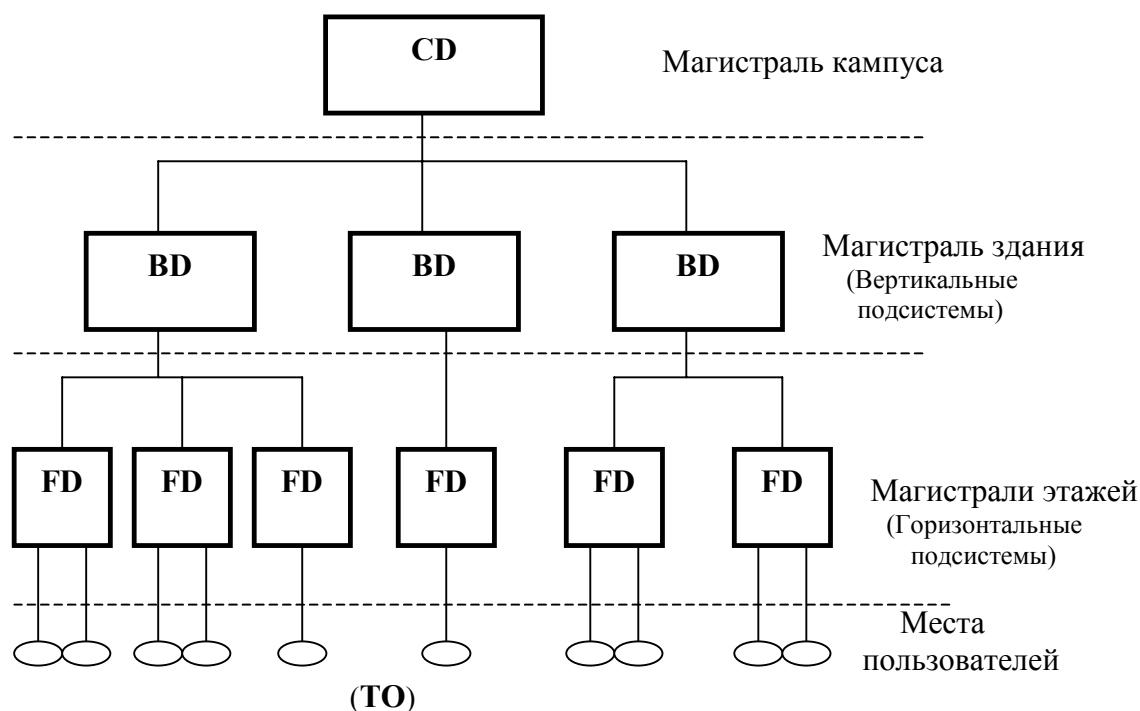 CD
Магистраль кампуса
BD
BD
BD
Магистраль здания
(Вертикальные
подсистемы)
FD
FD
FD
FD
FD
FD
Магистрали этажей
(Горизонтальные
подсистемы)
Места
пользователей
(ТО)